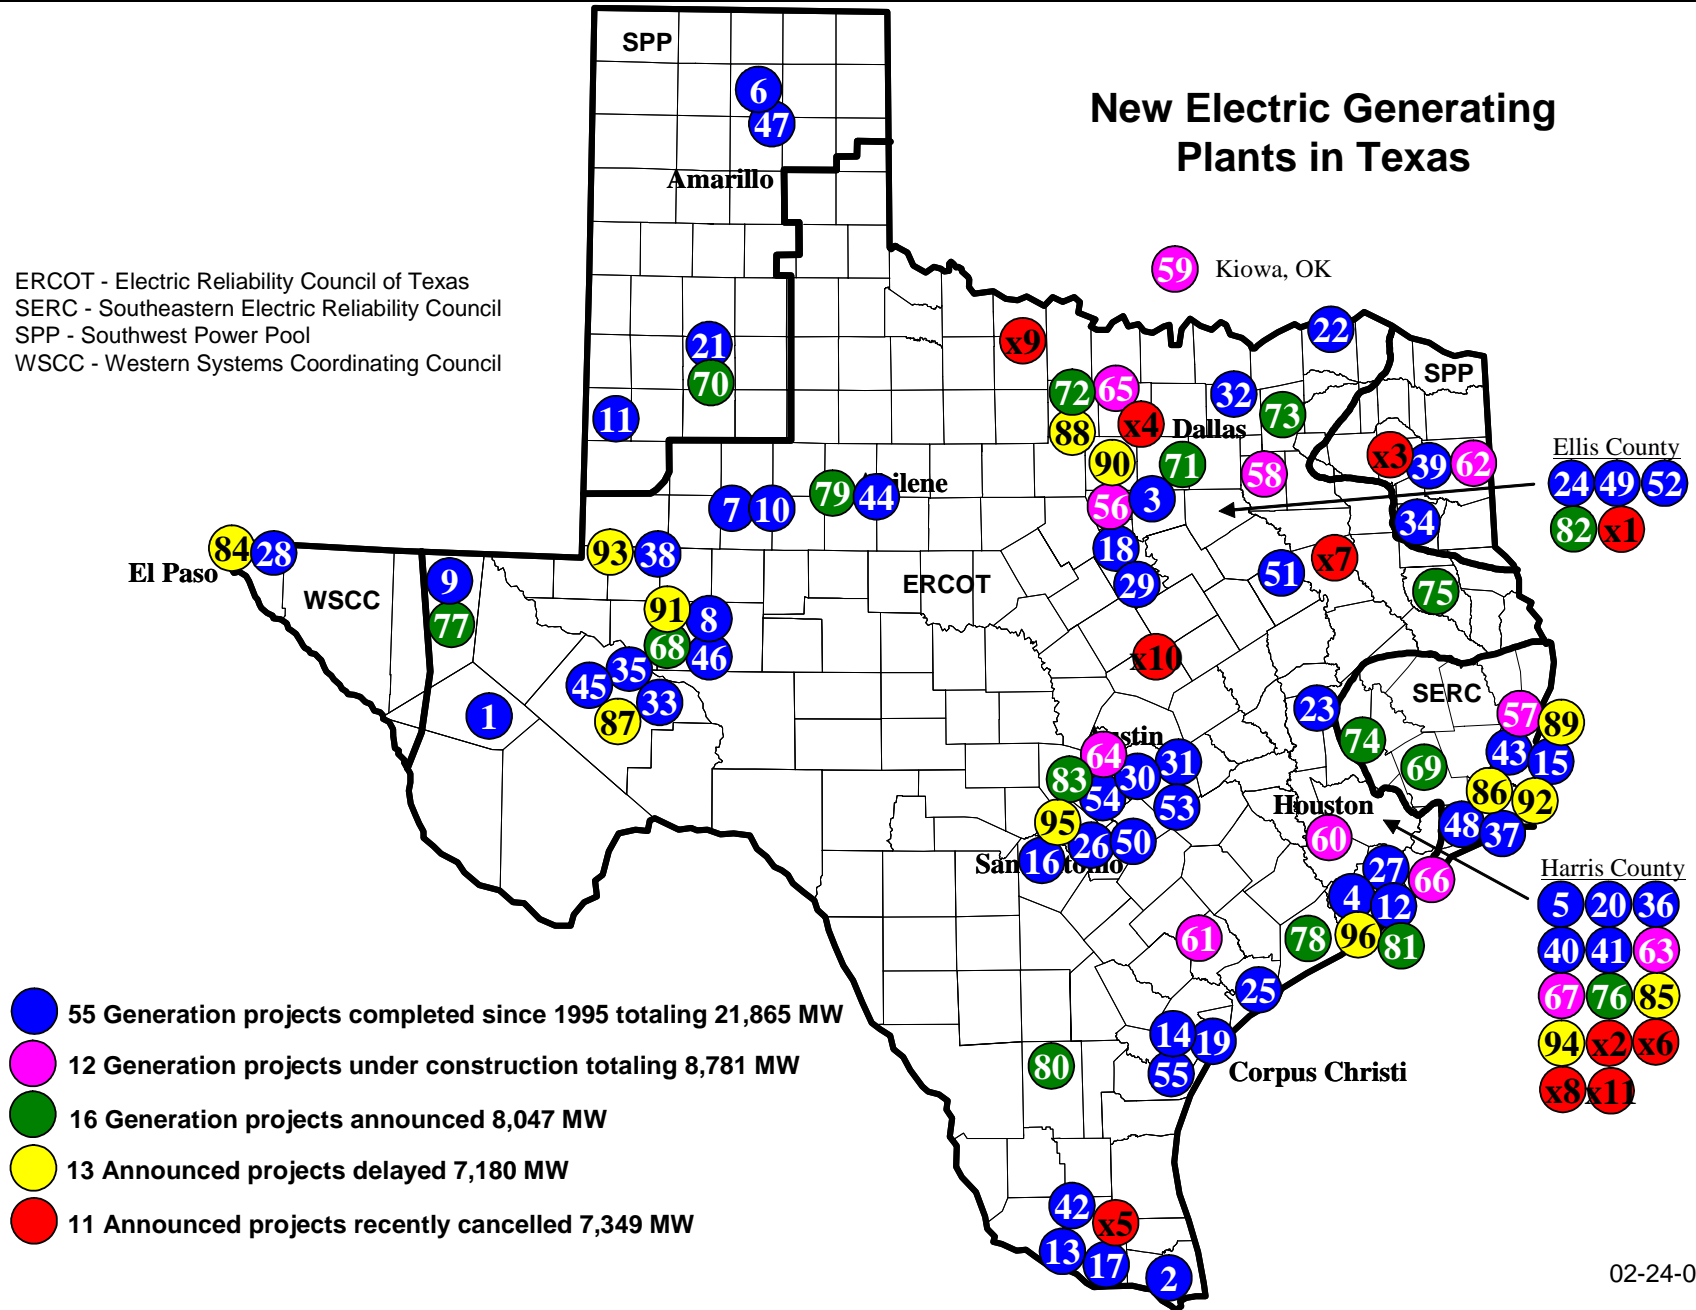 SPP
6
47
New Electric Generating
Plants in Texas
Amarillo
59 Kiowa, OK
ERCOT - Electric Reliability Council of Texas
SERC - Southeastern Electric Reliability Council
SPP - Southwest Power Pool
WSCC - Western Systems Coordinating Council
21
70
11
x9
22
SPP
72 65
32
73
88
x4 Dallas
90
71
58
x3 39 62
Ellis County
24 49 52
82 x1
7 10
79 44 ilene
56 3
34
84 28
El Paso
93 38
18
29
51
x7
75
9
77
WSCC
ERCOT
91 8
68 46
35
45
33
87
1
x10
SERC
23
57 89
74
43 15
69
86 92
48 37
stin
64
83 30 31
54 53
95
26 50
San 16 tonio
Houston
60
27
66
4 12
78 96 81
61
25
Harris County
5 20 36
40 41 63
67 76 85
94 x2 x6
x8 x11
14 19
55
Corpus Christi
80
55 Generation projects completed since 1995 totaling 21,865 MW
12 Generation projects under construction totaling 8,781 MW
16 Generation projects announced 8,047 MW
13 Announced projects delayed 7,180 MW
11 Announced projects recently cancelled 7,349 MW
42
x5
13 17
2
02-24-0